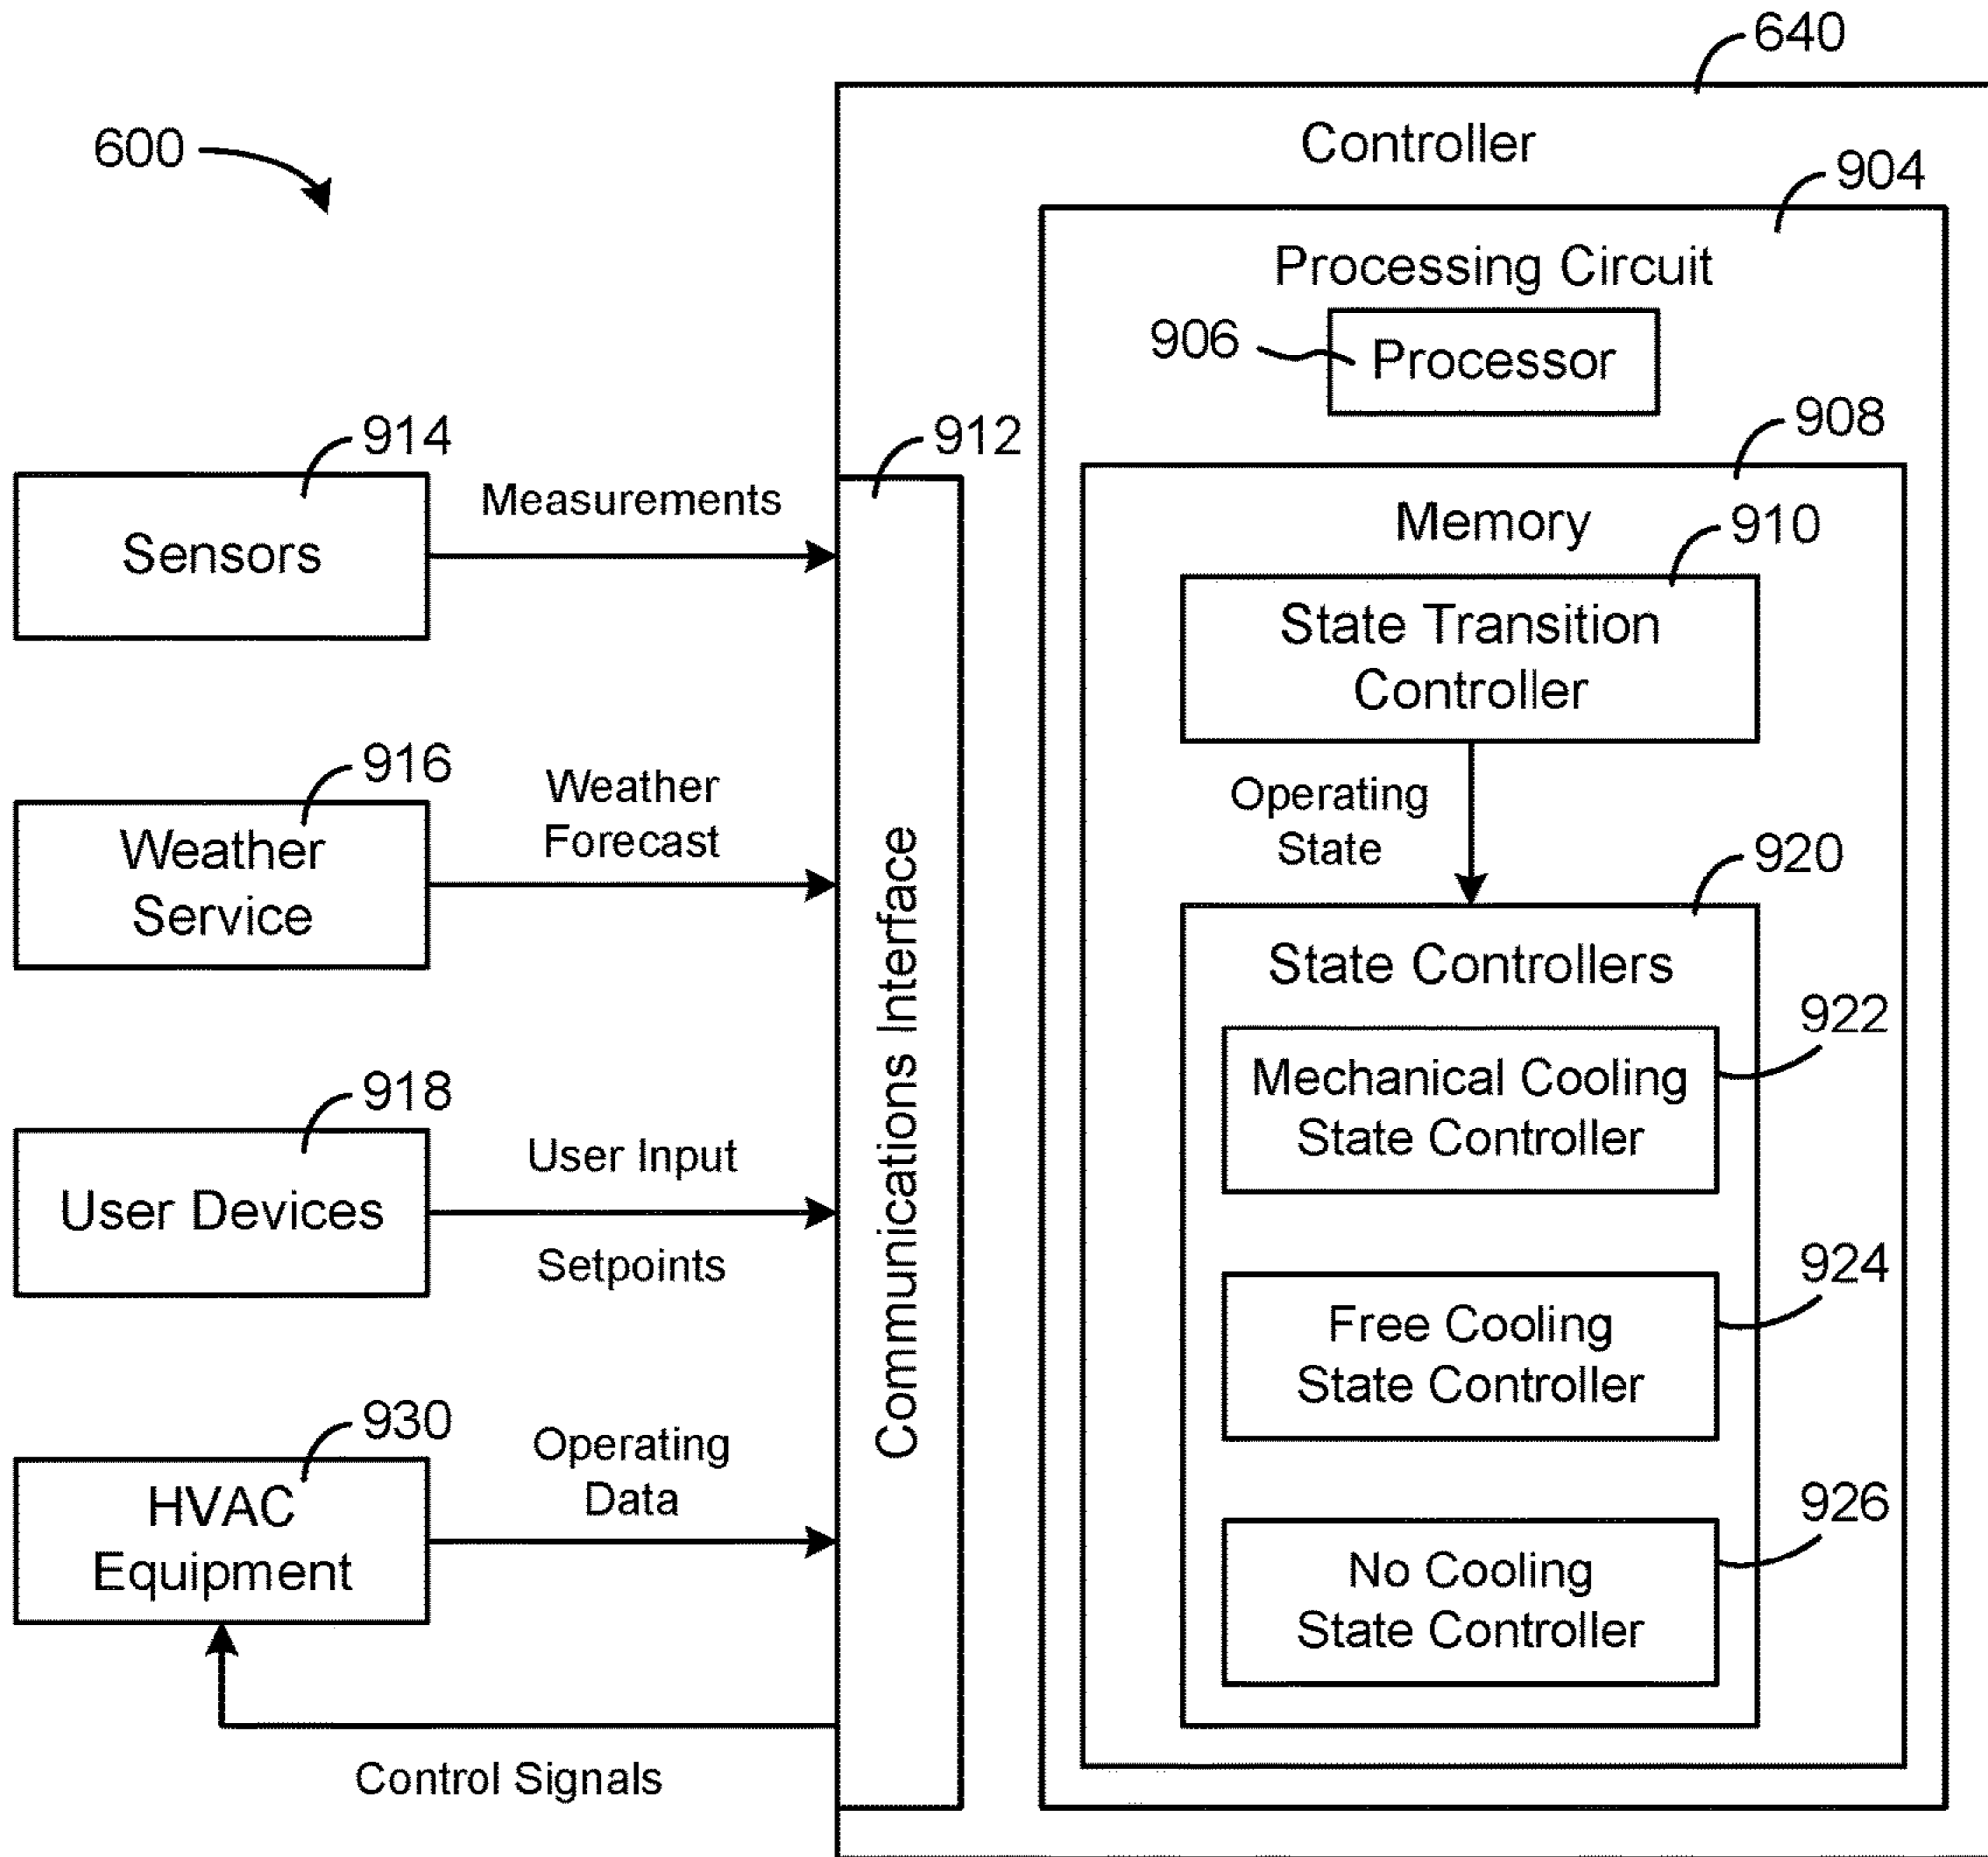 640
Controller
600
904
Processing Circuit
906
Processor
908
Memory
910
State Transition
Controller
Operating
State
920
State Controllers
922
Mechanical Cooling
State Controller
924
Free Cooling
State Controller
926
No Cooling
State Controller
912
Communications Interface
914
Sensors
Measurements
916
Weather
Service
Weather
Forecast
918
User Devices
User Input
Setpoints
930
HVAC
Equipment
Operating
Data
Control Signals